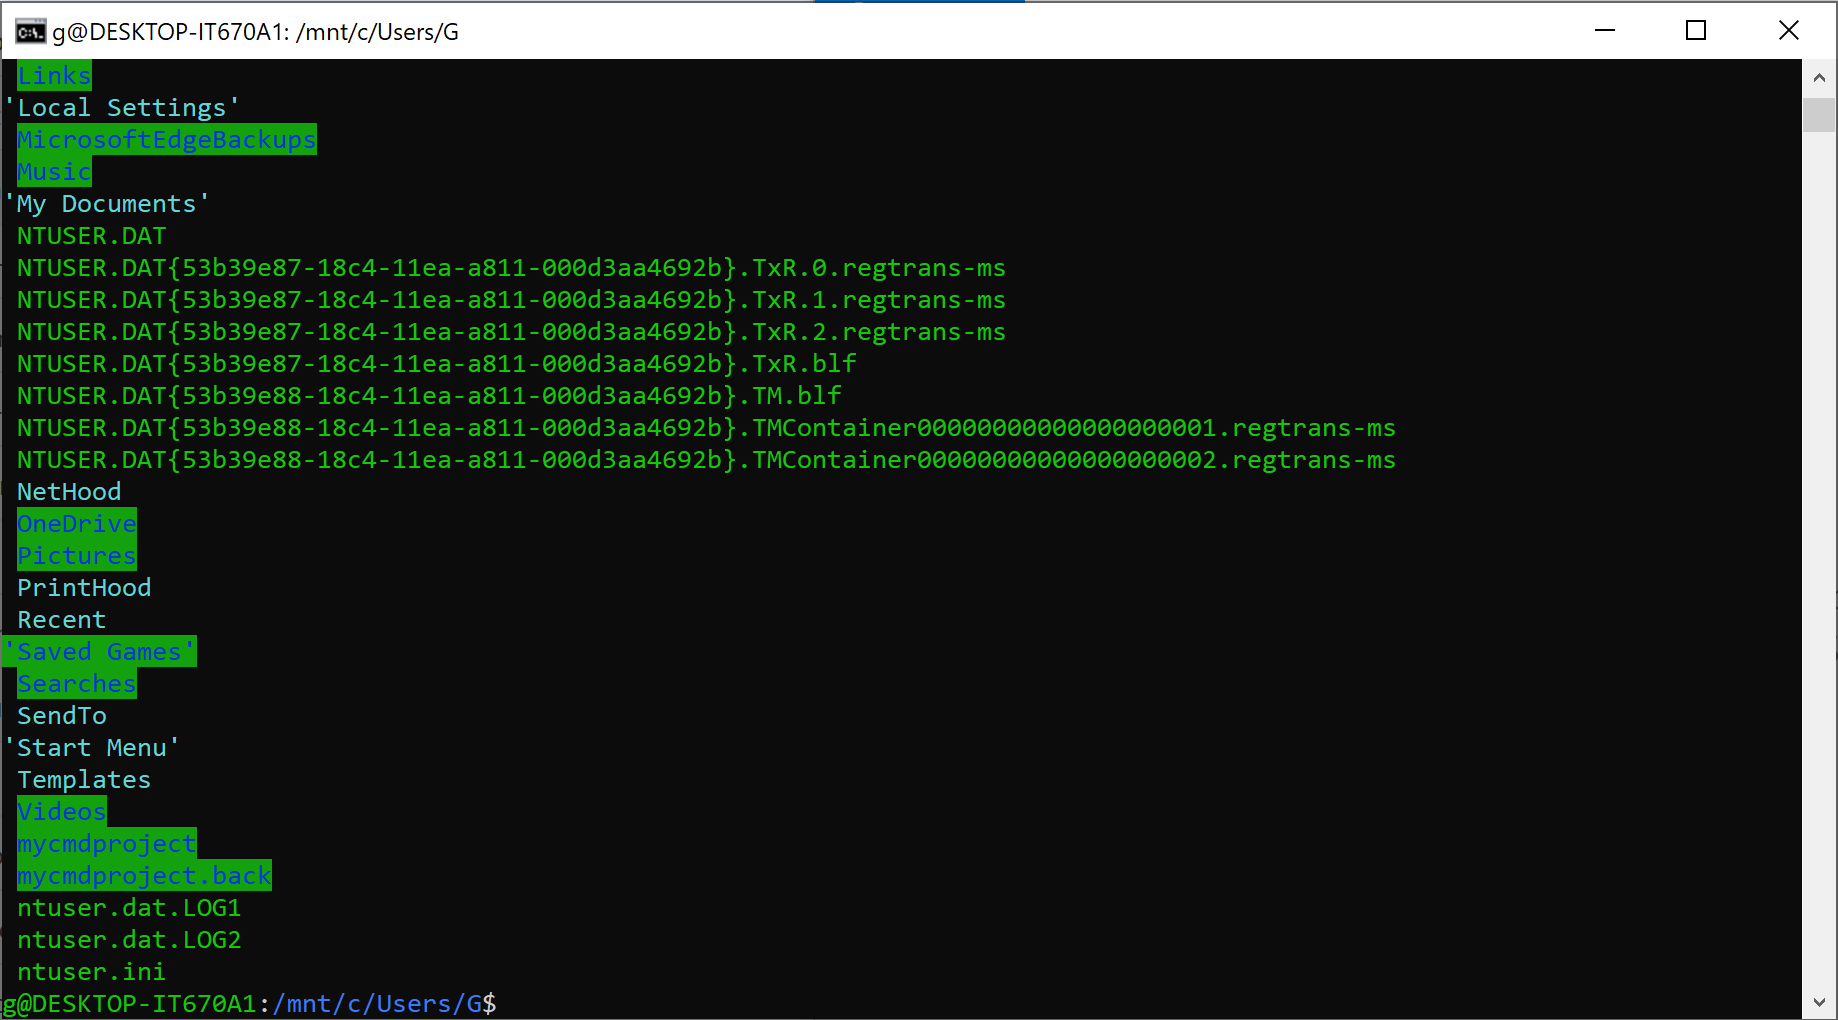 g@DESKTOP-IT670A1: /mnt/c/Users/G
Links
'Local Settings'
MicrosoftEdgeBackups
Music
'My Documents'
NTUSER.DAT
NTUSER.DAT{53b39e87-18c4-11ea-a811-000d3aa4692b}.TxR.0.regtrans-ms
NTUSER.DAT{53b39e87-18c4-11ea-a811-000d3aa4692b}.TxR.1.regtrans-ms
NTUSER.DAT{53b39e87-18c4-11ea-a811-000d3aa4692b}.TxR.2.regtrans-ms
NTUSER.DAT{53b39e87-18c4-11ea-a811-000d3aa4692b}.TxR.blf
NTUSER.DAT{53b39e88-18c4-11ea-a811-000d3aa4692b}.TM.blf
NTUSER.DAT{53b39e88-18c4-11ea-a811-000d3aa4692b}.TMContainer00000000000000000001.regtrans-ms
NTUSER.DAT{53b39e88-18c4-11ea-a811-000d3aa4692b}.TMContainer00000000000000000002.regtrans-ms
NetHood
OneDrive
Pictures
PrintHood
Recent
'Saved Games'
Searches
SendTo
'Start Menu'
Templates
Videos
mycmdproject
mycmdproject.back
ntuser.dat.LOG1
ntuser.dat.LOG2
ntuser.ini
g@DESKTOP-IT670A1:/mnt/c/Users/G$